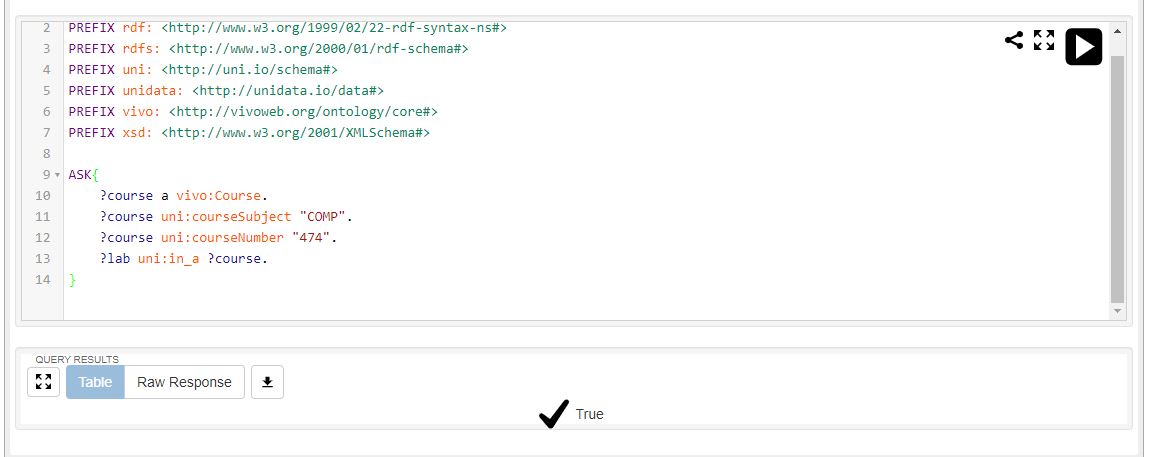 2 PREFIX rdf: <http://www.w3.org/1999/02/22-rdf-syntax-ns#>
3 PREFIX rdfs: <http://www.w3.org/2000/01/rdf-schema#>
4 PREFIX uni: <http://uni.io/schema#>
5 PREFIX unidata: <http://unidata.io/data#>
6 PREFIX vivo: <http://vivoweb.org/ontology/core#>
7 PREFIX xsd: <http://www.w3.org/2001/XMLSchema#>
8
9 ASK{
10 ?course a vivo:Course.
11 ?course uni:courseSubject "COMP".
12 ?course uni:courseNumber "474".
13 ?lab uni:in_a ?course.
14 }
QUERY RESULTS
Table Raw Response
True